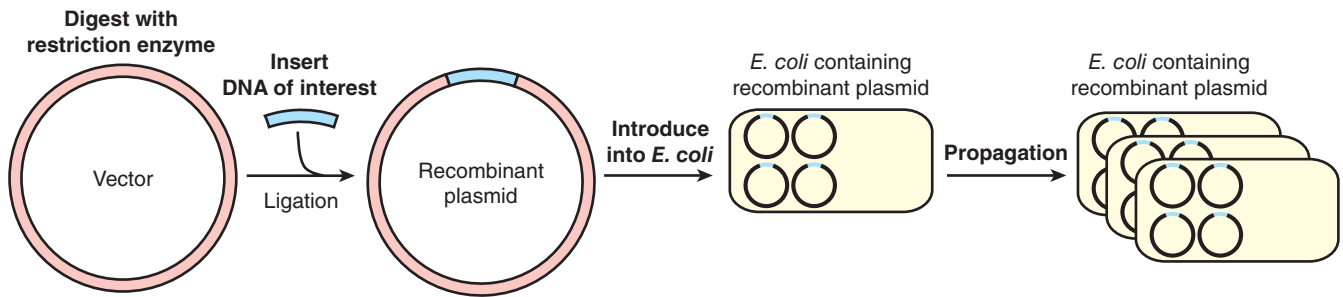 Digest with
restriction enzyme
Vector
Insert
DNA of interest
Ligation
Recombinant
plasmid
Introduce
into E. coli
E. coli containing
recombinant plasmid
Propagation
E. coli containing
recombinant plasmid